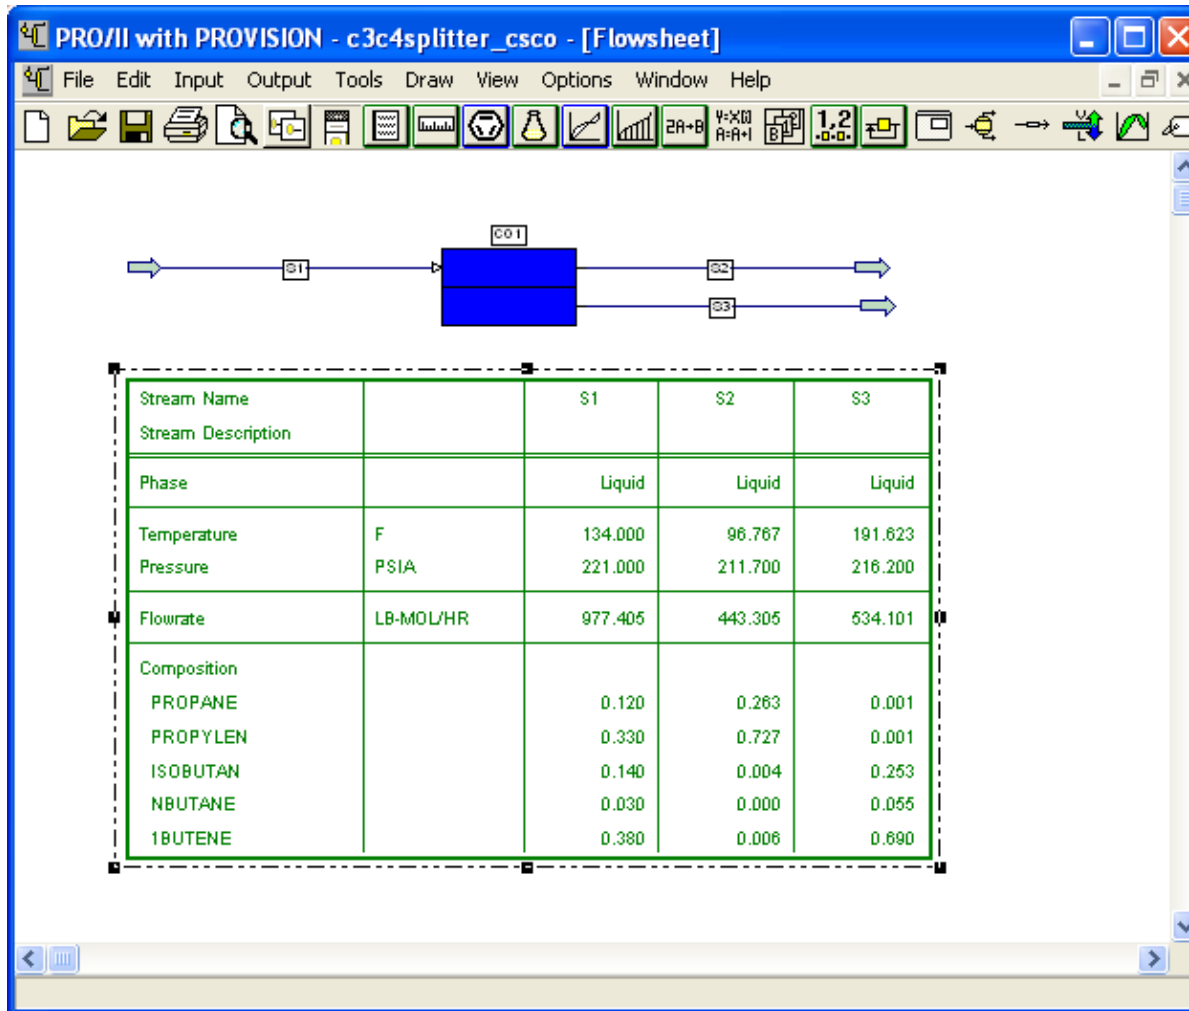 PRO/II with PROVISION - c3c4splitter_csco - [Flowsheet]
File Edit Input Output Tools Draw View Options Window Help
2A+B Y=X[I] A=A+I B 1.2
CO1
S1 S2
S3
Stream Name S1 S2 S3
Stream Description
Phase Liquid Liquid Liquid
Temperature F 134.000 96.767 191.623
Pressure PSIA 221.000 211.700 216.200
Flowrate LB-MOL/HR 977.405 443.305 534.101
Composition
PROPANE 0.120 0.263 0.001
PROPYLEN 0.330 0.727 0.001
ISOBUTAN 0.140 0.004 0.253
NBUTANE 0.030 0.000 0.055
1BUTENE 0.380 0.006 0.690